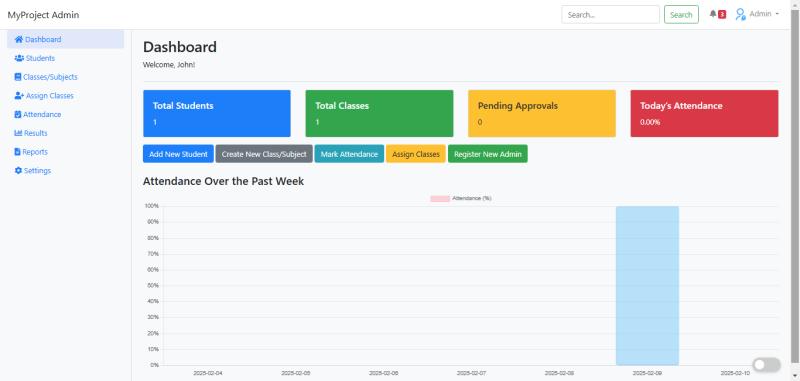 MyProject Admin
Search...
Search
3
Admin
Dashboard
Students
Classes/Subjects
Assign Classes
Attendance
Results
Reports
Settings
Dashboard
Welcome, John!
Total Students
1
Total Classes
1
Pending Approvals
0
Today's Attendance
0.00%
Add New Student
Create New Class/Subject
Mark Attendance
Assign Classes
Register New Admin
Attendance Over the Past Week
Attendance (%)
100%
90%
80%
70%
60%
50%
40%
30%
20%
10%
0%
2025-02-04
2025-02-05
2025-02-06
2025-02-07
2025-02-08
2025-02-09
2025-02-10